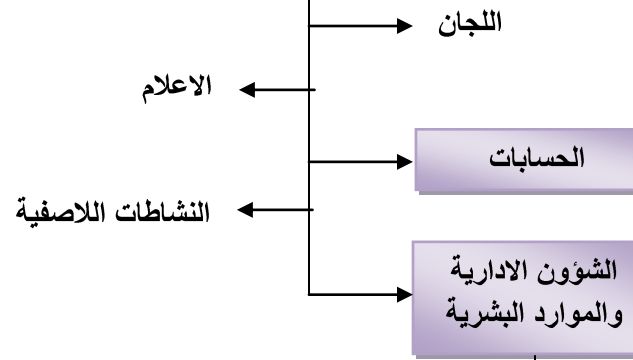 اللجان
الاعلام
الحسابات
النشاطات اللاصفية
الشؤون الادارية
والموارد البشرية